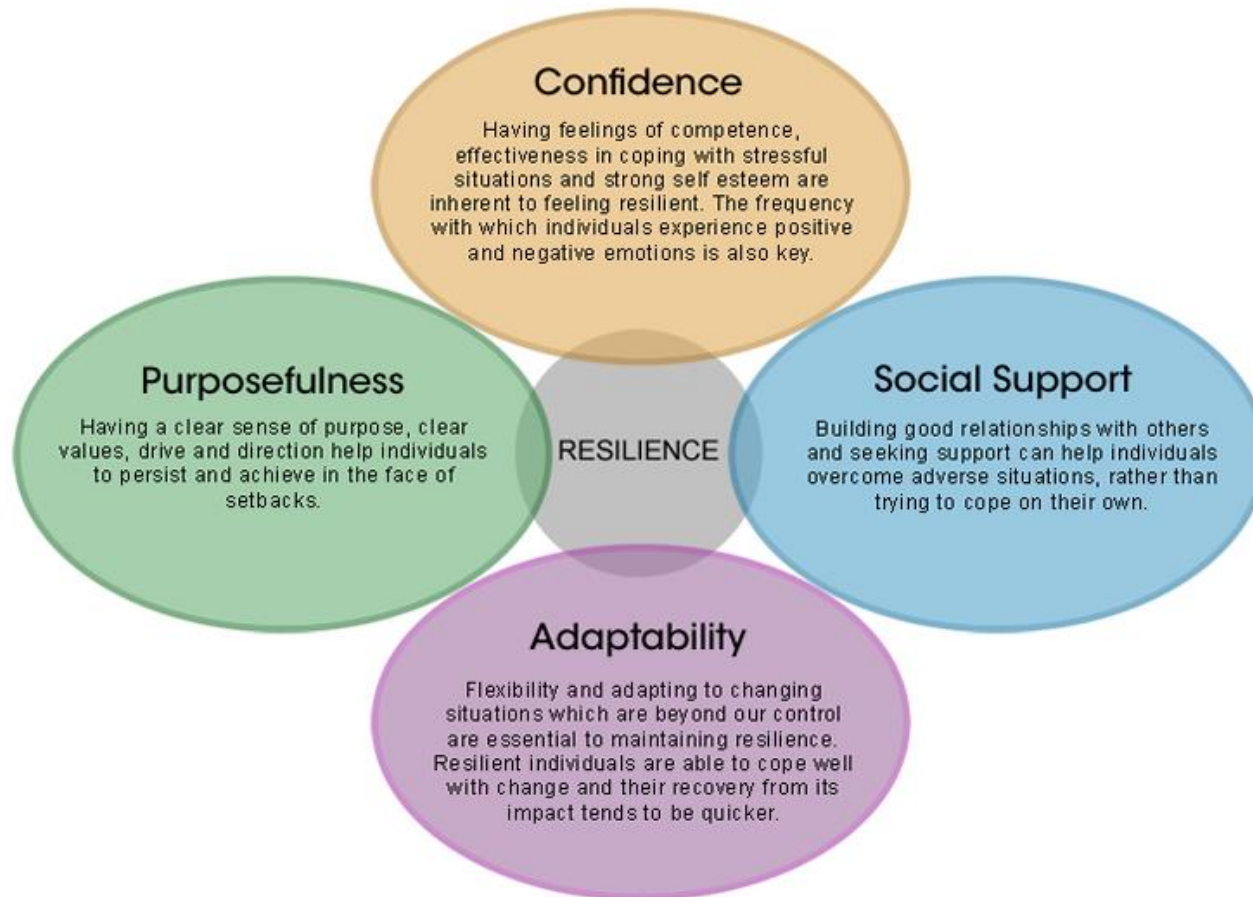 Confidence
Having feelings of competence,
effectiveness in coping with stressful
situations and strong self esteem are
inherent to feeling resilient. The frequency
with which individuals experience positive
and negative emotions is also key.
Purposefulness
Having a clear sense of purpose, clear
values, drive and direction help individuals
to persist and achieve in the face of
setbacks.
RESILIENCE
Social Support
Building good relationships with others
and seeking support can help individuals
overcome adverse situations, rather than
trying to cope on their own.
Adaptability
Flexibility and adapting to changing
situations which are beyond our control
are essential to maintaining resilience.
Resilient individuals are able to cope well
with change and their recovery from its
impact tends to be quicker.